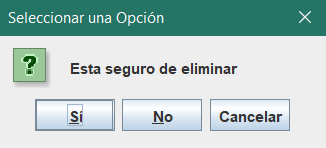 Seleccionar una Opción
Esta seguro de eliminar
Sí No Cancelar